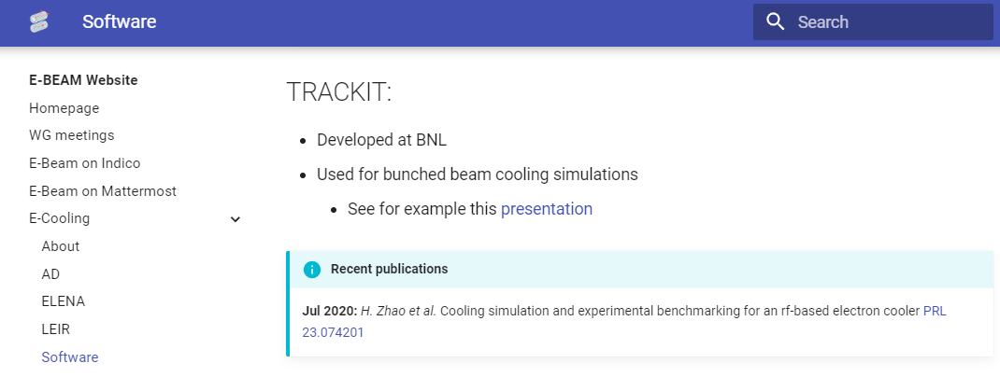 Software
Search
E-BEAM Website
Homepage
WG meetings
E-Beam on Indico
E-Beam on Mattermost
E-Cooling
About
AD
ELENA
LEIR
Software
TRACKIT:
Developed at BNL
Used for bunched beam cooling simulations
See for example this presentation
Recent publications
Jul 2020: H. Zhao et al. Cooling simulation and experimental benchmarking for an rf-based electron cooler PRL
23.074201